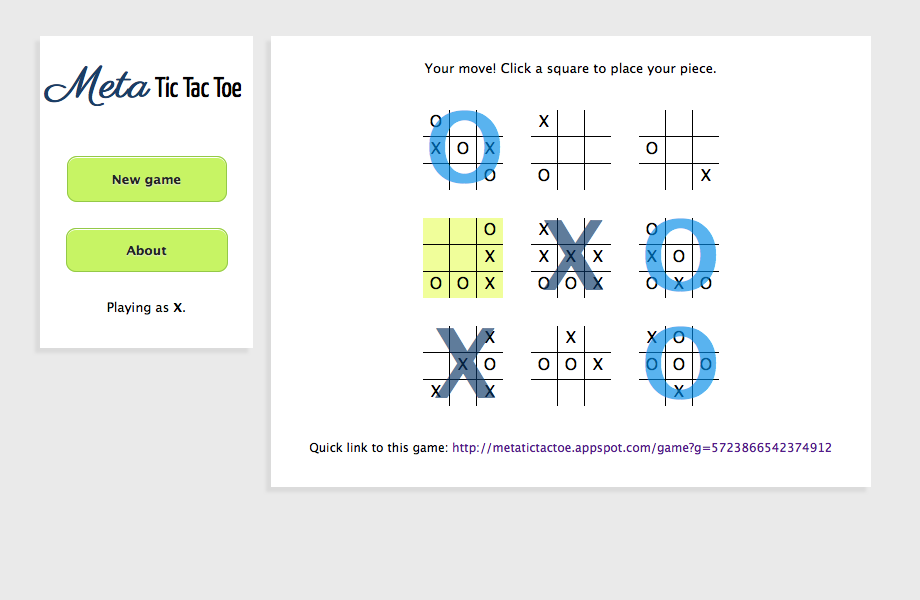 Meta Tic Tac Toe
New game
About
Playing as X.
Your move! Click a square to place your piece.
O X
X O X O
O O X
O X O
X X X X X O
O O X O O X O X O
X X O
X O O O X O O O
X X X
O X O
X
O
Quick link to this game: http://metatictactoe.appspot.com/game?g=5723866542374912